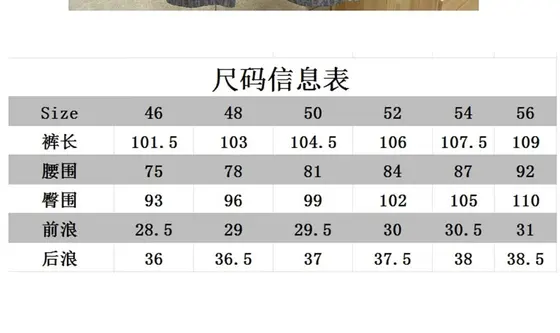 尺码信息表
Size 46 48 50 52 54 56
裤长 101.5 103 104.5 106 107.5 109
腰围 75 78 81 84 87 92
臀围 93 96 99 102 105 110
前浪 28.5 29 29.5 30 30.5 31
后浪 36 36.5 37 37.5 38 38.5